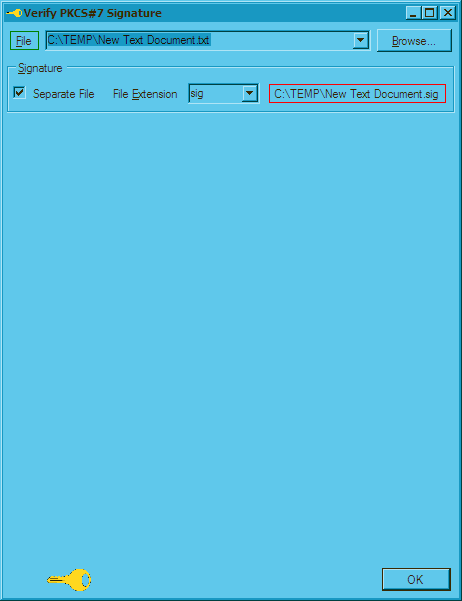 Verify PKCS#7 Signature
File C:\TEMP\New Text Document.txt Browse...
Signature
Separate File File Extension sig C:\TEMP\New Text Document.sig
OK